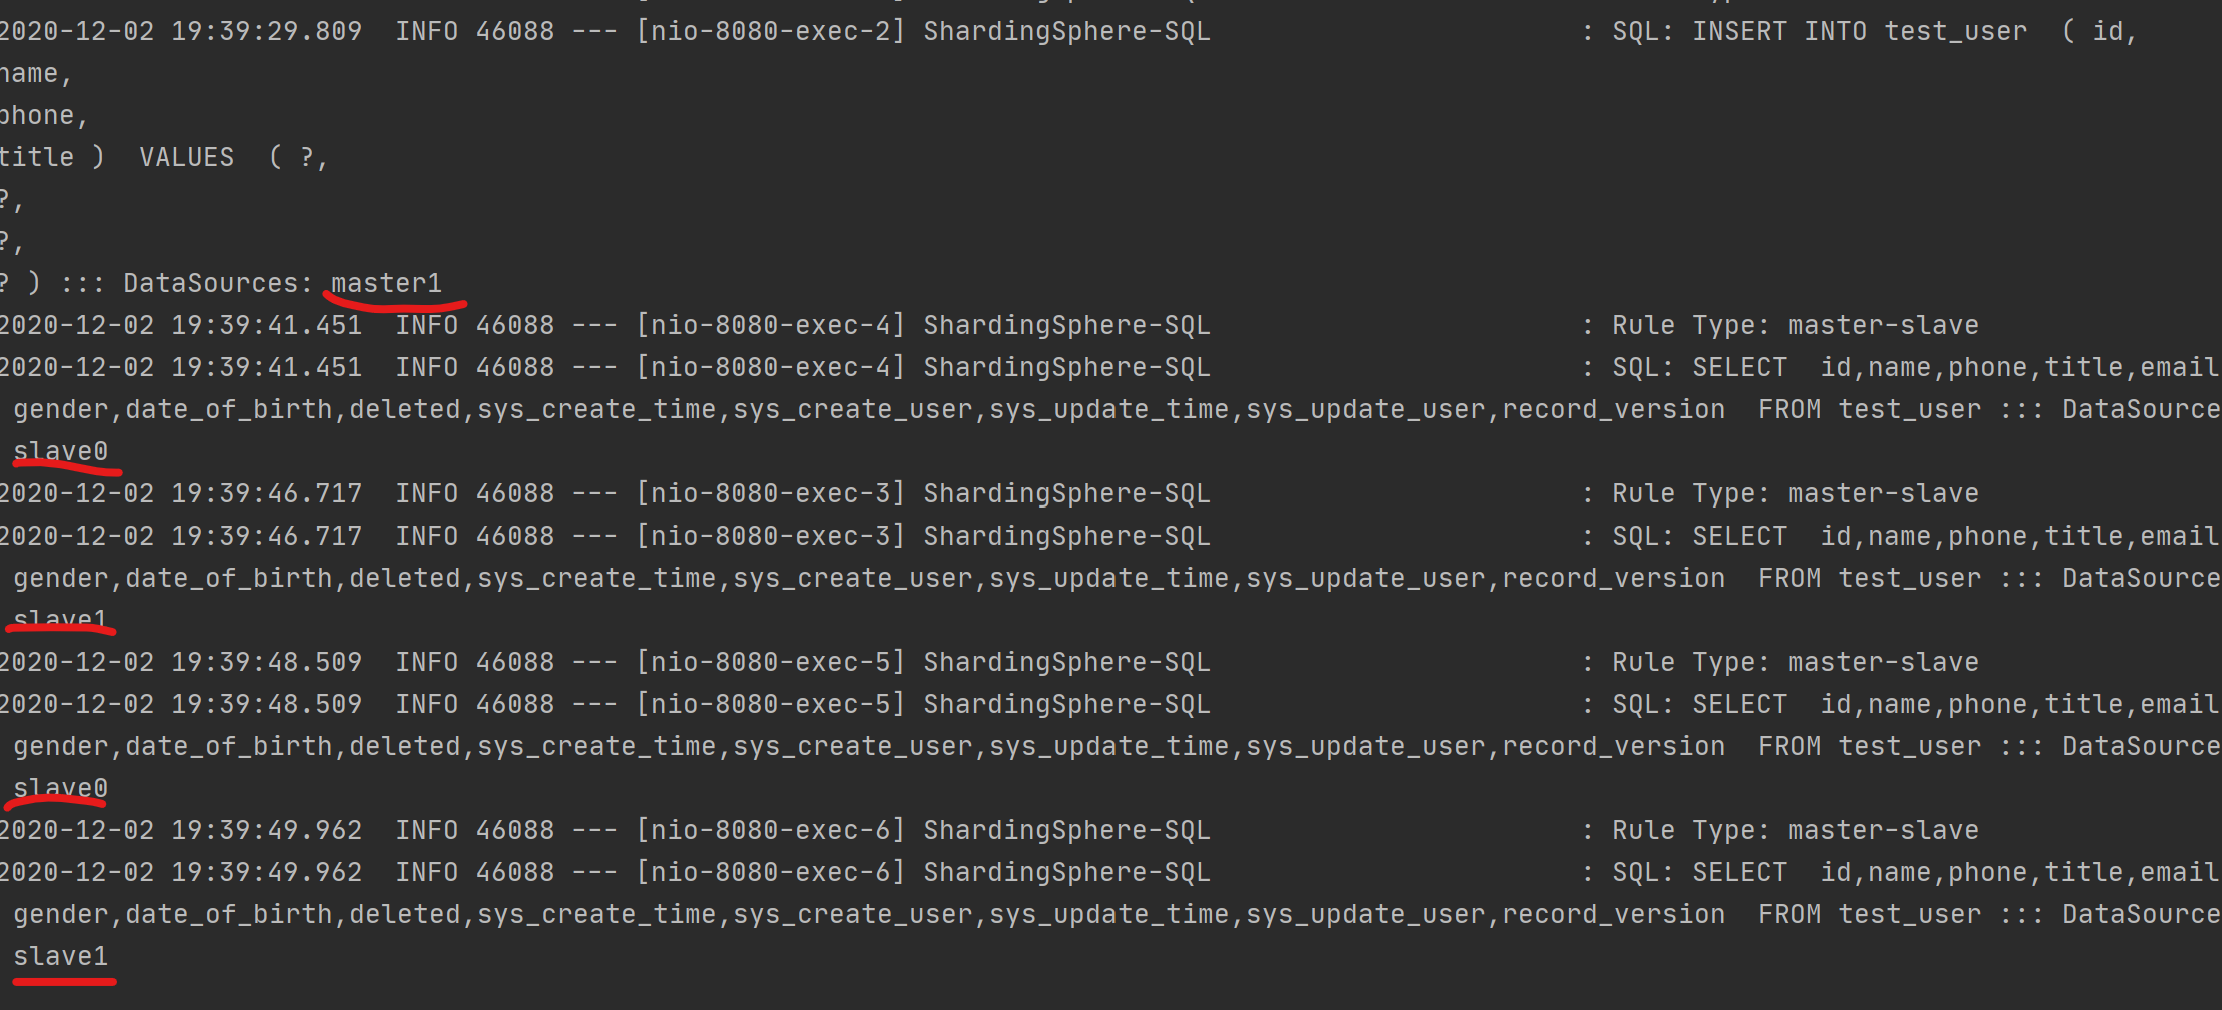 2020-12-02 19:39:29.809  INFO 46088 --- [nio-8080-exec-2] ShardingSphere-SQL                       : SQL: INSERT INTO test_user  ( id,
name,
phone,
title )  VALUES  ( ?,
?,
?,
? ) ::: DataSources: master1
2020-12-02 19:39:41.451  INFO 46088 --- [nio-8080-exec-4] ShardingSphere-SQL                       : Rule Type: master-slave
2020-12-02 19:39:41.451  INFO 46088 --- [nio-8080-exec-4] ShardingSphere-SQL                       : SQL: SELECT  id,name,phone,title,email
gender,date_of_birth,deleted,sys_create_time,sys_create_user,sys_update_time,sys_update_user,record_version  FROM test_user ::: DataSource
slave0
2020-12-02 19:39:46.717  INFO 46088 --- [nio-8080-exec-3] ShardingSphere-SQL                       : Rule Type: master-slave
2020-12-02 19:39:46.717  INFO 46088 --- [nio-8080-exec-3] ShardingSphere-SQL                       : SQL: SELECT  id,name,phone,title,email
gender,date_of_birth,deleted,sys_create_time,sys_create_user,sys_update_time,sys_update_user,record_version  FROM test_user ::: DataSource
slave1
2020-12-02 19:39:48.509  INFO 46088 --- [nio-8080-exec-5] ShardingSphere-SQL                       : Rule Type: master-slave
2020-12-02 19:39:48.509  INFO 46088 --- [nio-8080-exec-5] ShardingSphere-SQL                       : SQL: SELECT  id,name,phone,title,email
gender,date_of_birth,deleted,sys_create_time,sys_create_user,sys_update_time,sys_update_user,record_version  FROM test_user ::: DataSource
slave0
2020-12-02 19:39:49.962  INFO 46088 --- [nio-8080-exec-6] ShardingSphere-SQL                       : Rule Type: master-slave
2020-12-02 19:39:49.962  INFO 46088 --- [nio-8080-exec-6] ShardingSphere-SQL                       : SQL: SELECT  id,name,phone,title,email
gender,date_of_birth,deleted,sys_create_time,sys_create_user,sys_update_time,sys_update_user,record_version  FROM test_user ::: DataSource
slave1